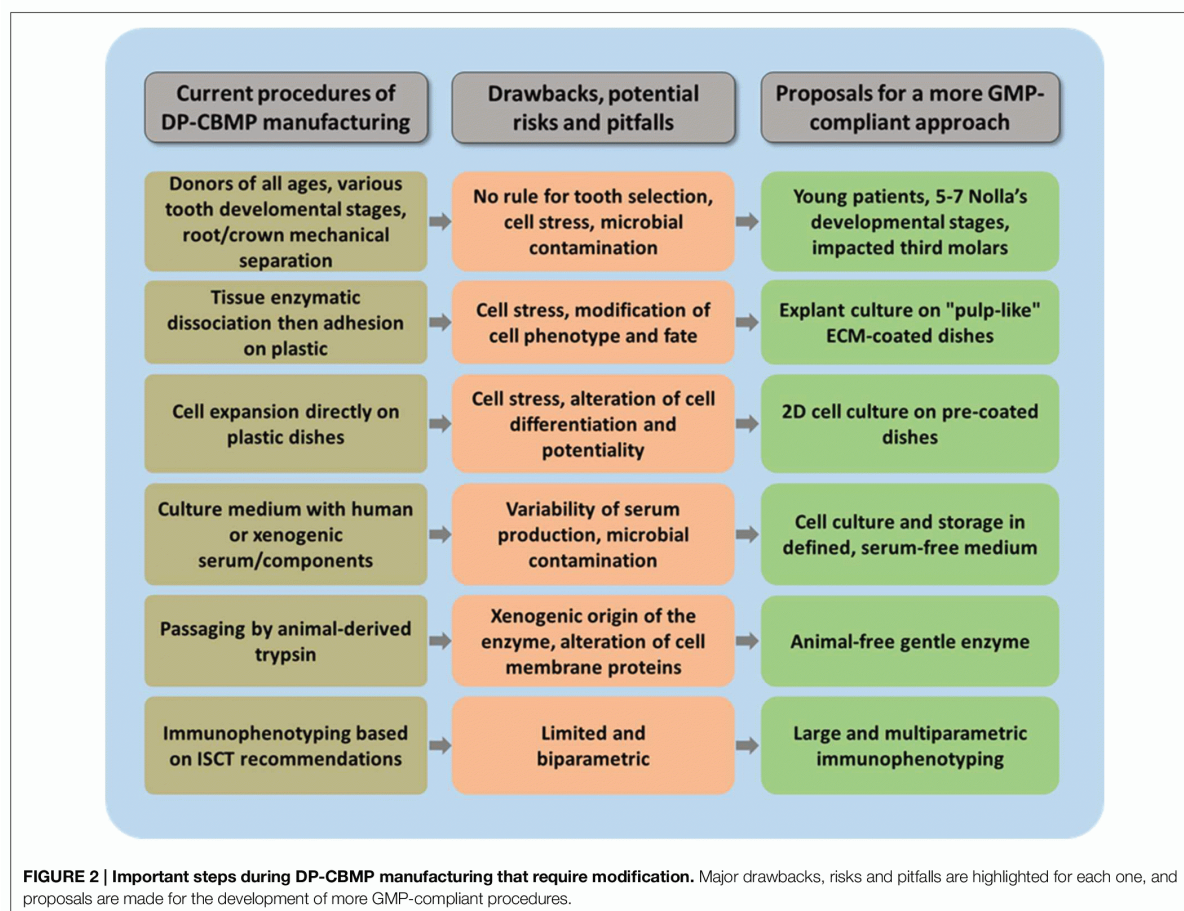 Current procedures of
DP-CBMP manufacturing
Drawbacks, potential
risks and pitfalls
Proposals for a more GMP-
compliant approach
Donors of all ages, various
tooth develomental stages,
root/crown mechanical
separation
No rule for tooth selection,
cell stress, microbial
contamination
Young patients, 5-7 Nolla’s
developmental stages,
impacted third molars
Tissue enzymatic
dissociation then adhesion
on plastic
Cell stress, modification of
cell phenotype and fate
Explant culture on "pulp-like"
ECM-coated dishes
Cell expansion directly on
plastic dishes
Cell stress, alteration of cell
differentiation and
potentiality
2D cell culture on pre-coated
dishes
Culture medium with human
or xenogenic
serum/components
Variability of serum
production, microbial
contamination
Cell culture and storage in
defined, serum-free medium
Passaging by animal-derived
trypsin
Xenogenic origin of the
enzyme, alteration of cell
membrane proteins
Animal-free gentle enzyme
Immunophenotyping based
on ISCT recommendations
Limited and
biparametric
Large and multiparametric
immunophenotyping
FIGURE 2 | Important steps during DP-CBMP manufacturing that require modification. Major drawbacks, risks and pitfalls are highlighted for each one, and
proposals are made for the development of more GMP-compliant procedures.